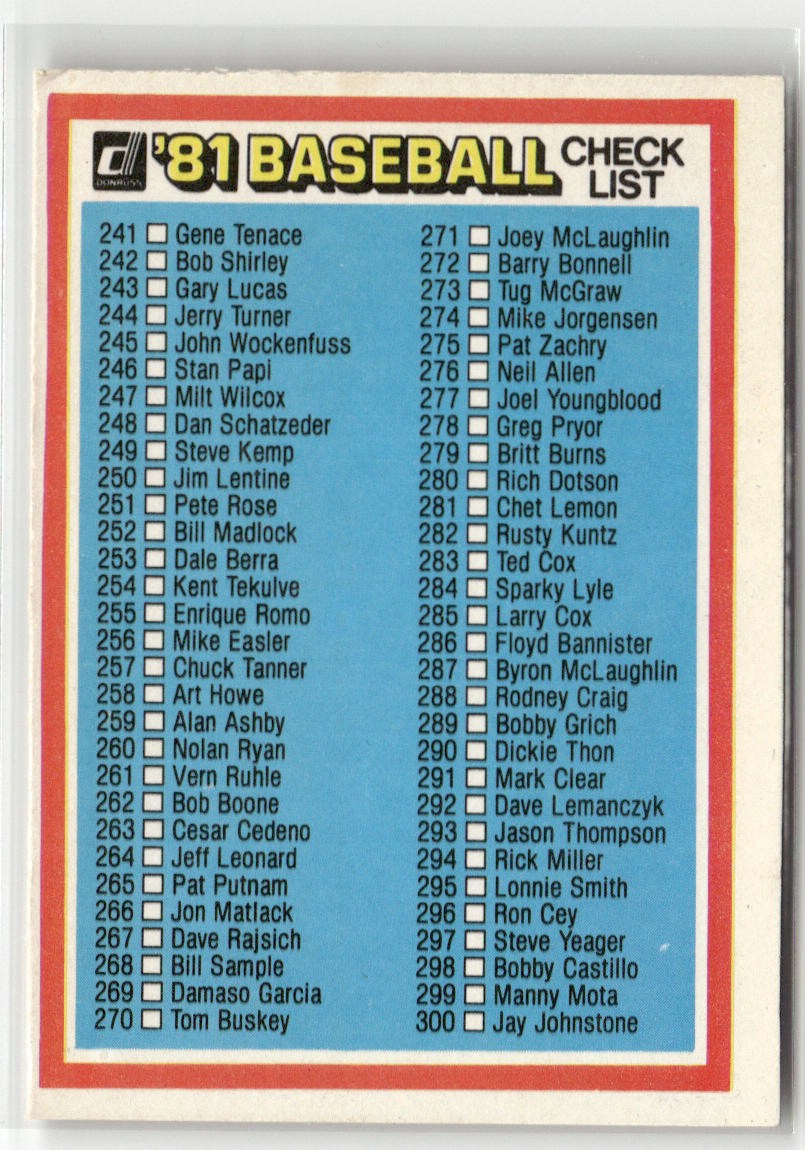 DONRUSS '81 BASEBALL CHECK LIST
241 Gene Tenace
242 Bob Shirley
243 Gary Lucas
244 Jerry Turner
245 John Wockenfuss
246 Stan Papi
247 Milt Wilcox
248 Dan Schatzeder
249 Steve Kemp
250 Jim Lentine
251 Pete Rose
252 Bill Madlock
253 Dale Berra
254 Kent Tekulve
255 Enrique Romo
256 Mike Easler
257 Chuck Tanner
258 Art Howe
259 Alan Ashby
260 Nolan Ryan
261 Vern Ruhle
262 Bob Boone
263 Cesar Cedeno
264 Jeff Leonard
265 Pat Putnam
266 Jon Matlack
267 Dave Rajsich
268 Bill Sample
269 Damaso Garcia
270 Tom Buskey
271 Joey McLaughlin
272 Barry Bonnell
273 Tug McGraw
274 Mike Jorgensen
275 Pat Zachry
276 Neil Allen
277 Joel Youngblood
278 Greg Pryor
279 Britt Burns
280 Rich Dotson
281 Chet Lemon
282 Rusty Kuntz
283 Ted Cox
284 Sparky Lyle
285 Larry Cox
286 Floyd Bannister
287 Byron McLaughlin
288 Rodney Craig
289 Bobby Grich
290 Dickie Thon
291 Mark Clear
292 Dave Lemanczyk
293 Jason Thompson
294 Rick Miller
295 Lonnie Smith
296 Ron Cey
297 Steve Yeager
298 Bobby Castillo
299 Manny Mota
300 Jay Johnstone